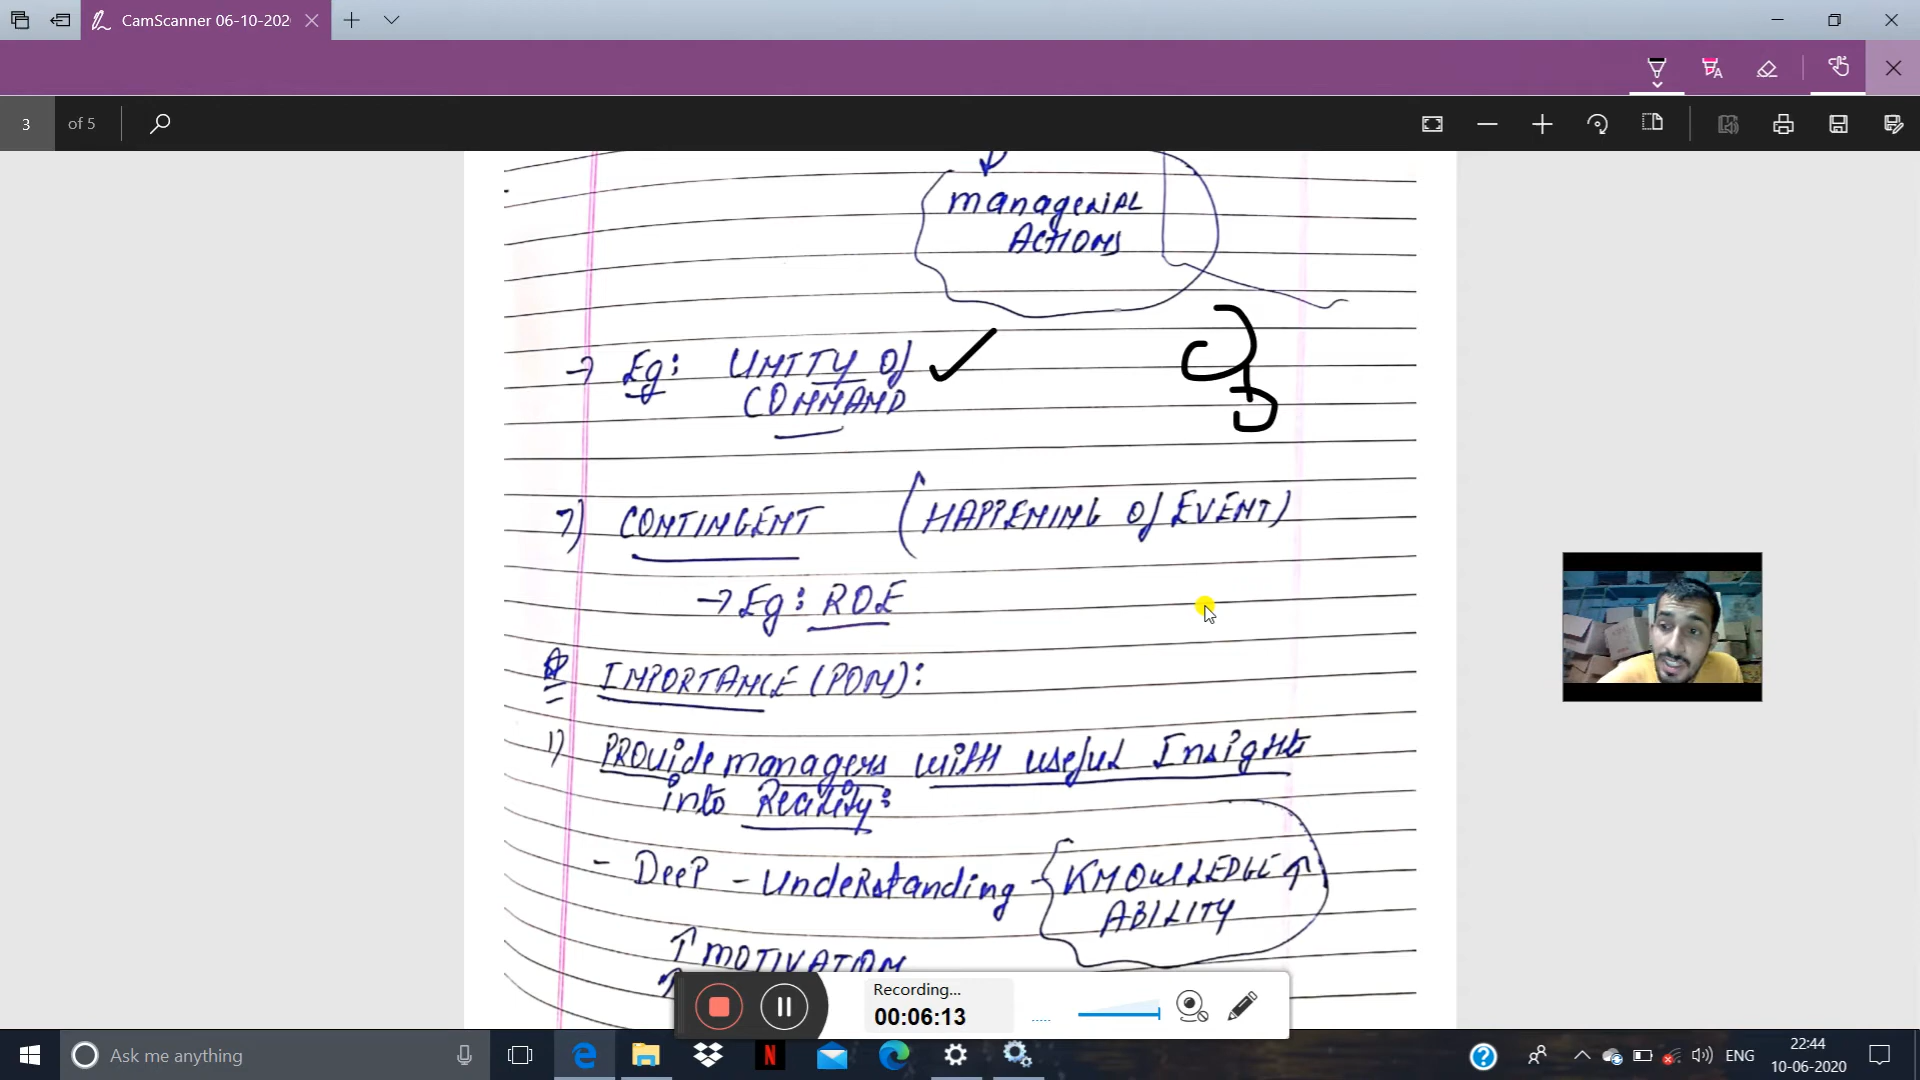 CamScanner 06-10-202
3 of 5
managerial
ACTIONS
→ Eg: UNITY Of
COMMAND
7) CONTINGENT (HAPPENING Of EVENT)
→ Eg: ROE
IMPORTANCE (POM):
1) PROVide managers with useful Insights
into Reality:
- DeeP - UndeRstanding - KNOWLEDGE ↑
ABILITY
↑ MOTIVATION
Recording...
00:06:13
Ask me anything
ENG
22:44
10-06-2020